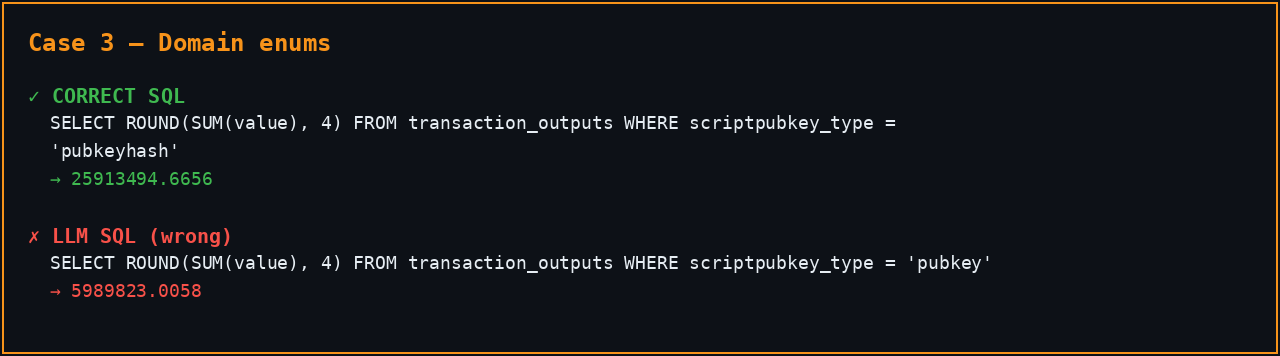 Case 3 — Domain enums
✓ CORRECT SQL
SELECT ROUND(SUM(value), 4) FROM transaction_outputs WHERE scriptpubkey_type =
'pubkeyhash'
→ 25913494.6656
✗ LLM SQL (wrong)
SELECT ROUND(SUM(value), 4) FROM transaction_outputs WHERE scriptpubkey_type = 'pubkey'
→ 5989823.0058